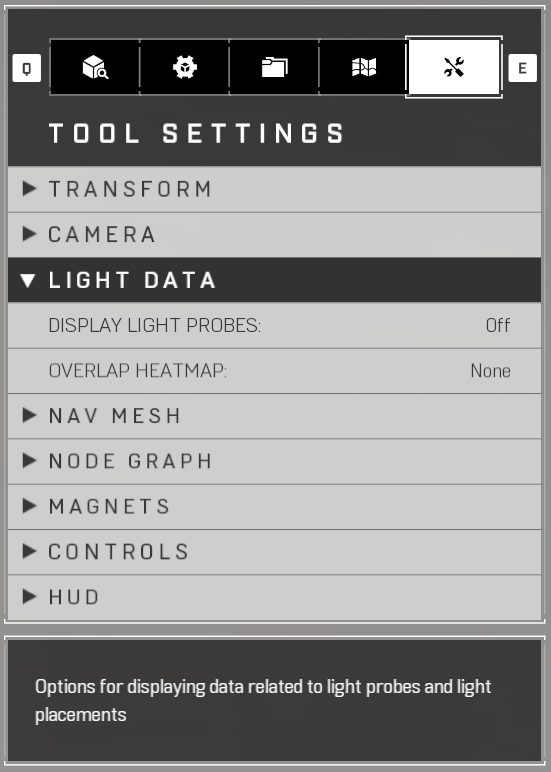 Q
E
TOOL SETTINGS
TRANSFORM
CAMERA
LIGHT DATA
DISPLAY LIGHT PROBES: Off
OVERLAP HEATMAP: None
NAV MESH
NODE GRAPH
MAGNETS
CONTROLS
HUD
Options for displaying data related to light probes and light
placements